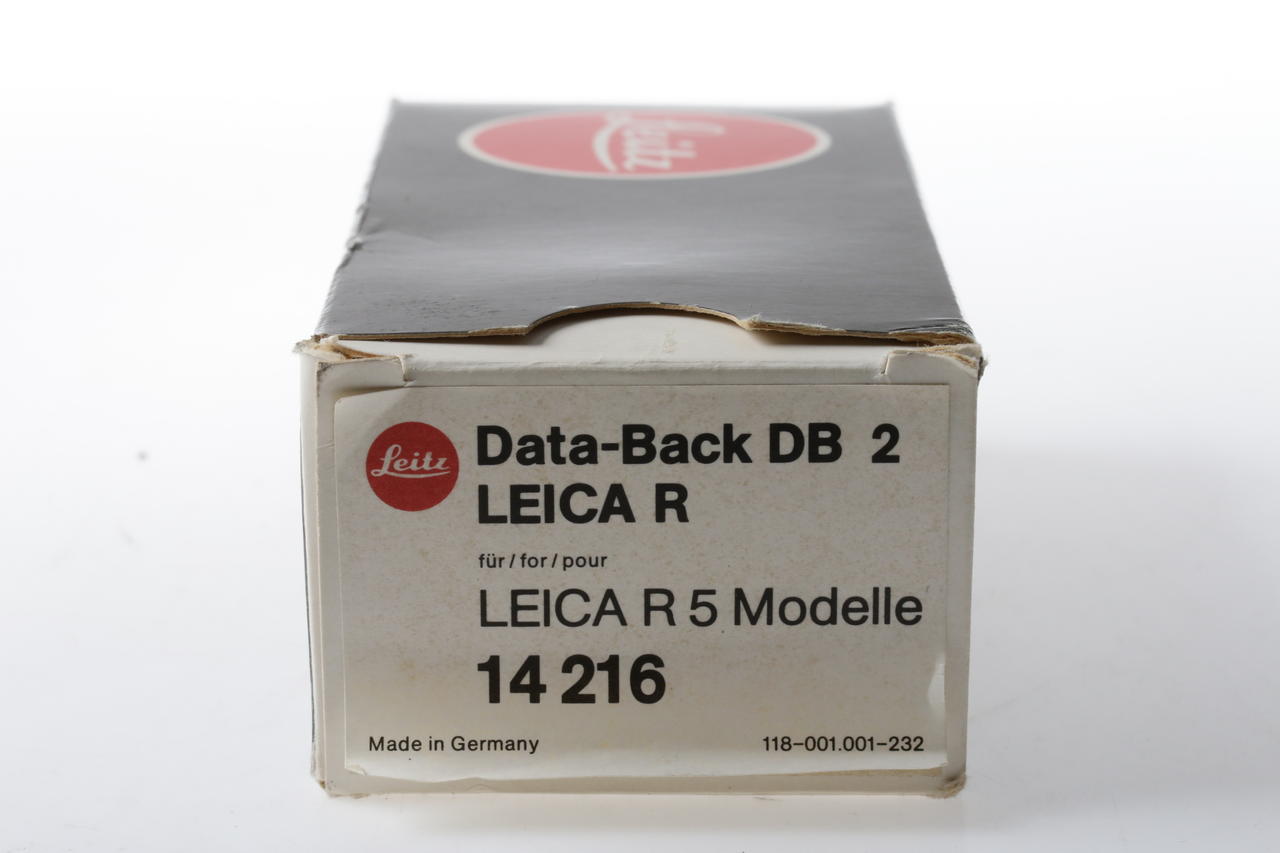 Leitz
Leitz
Data-Back DB 2
LEICA R
für / for / pour
LEICA R 5 Modelle
14 216
Made in Germany
118-001.001-232